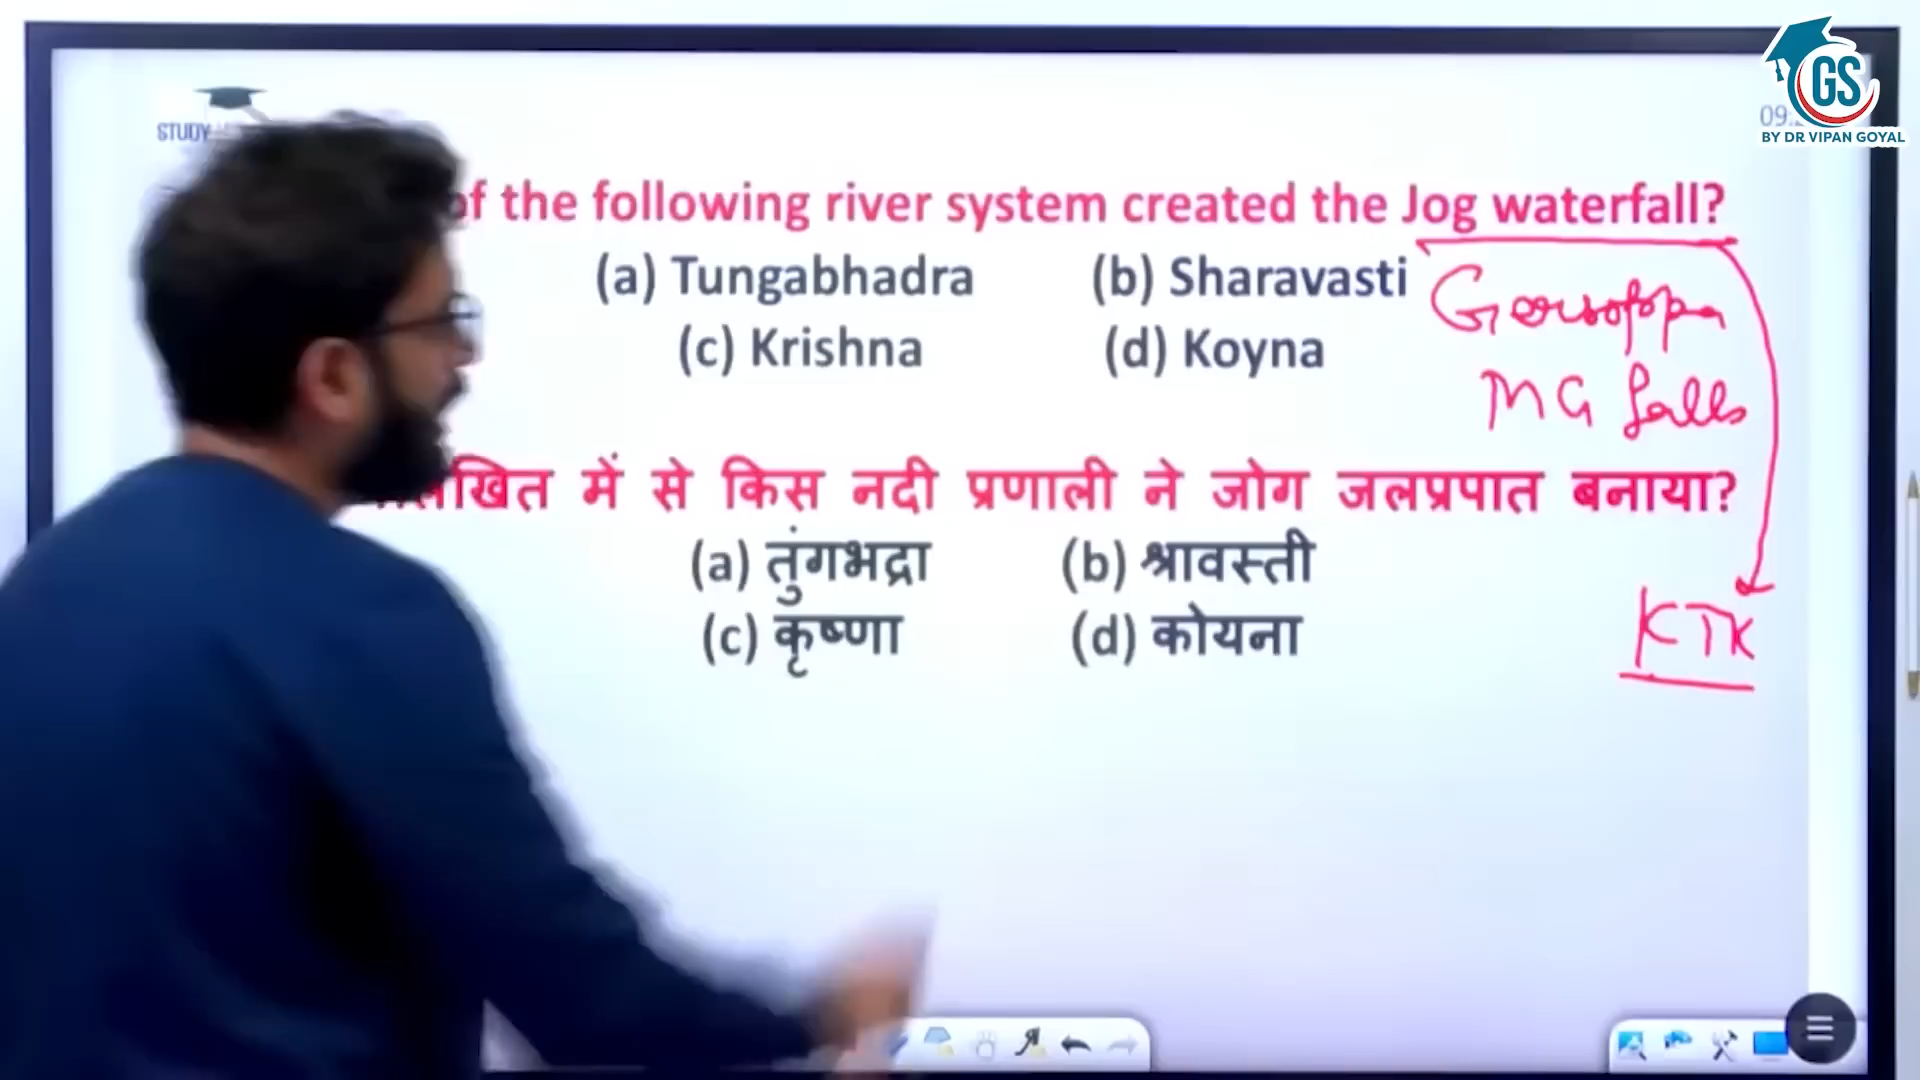 STUDY
GS
BY DR VIPAN GOYAL
of the following river system created the Jog waterfall?
(a) Tungabhadra (b) Sharavasti
(c) Krishna (d) Koyna
MG falls
में से किस नदी प्रणाली ने जोग जलप्रपात बनाया?
(a) तुंगभद्रा (b) श्रावस्ती
(c) कृष्णा (d) कोयना
KTK